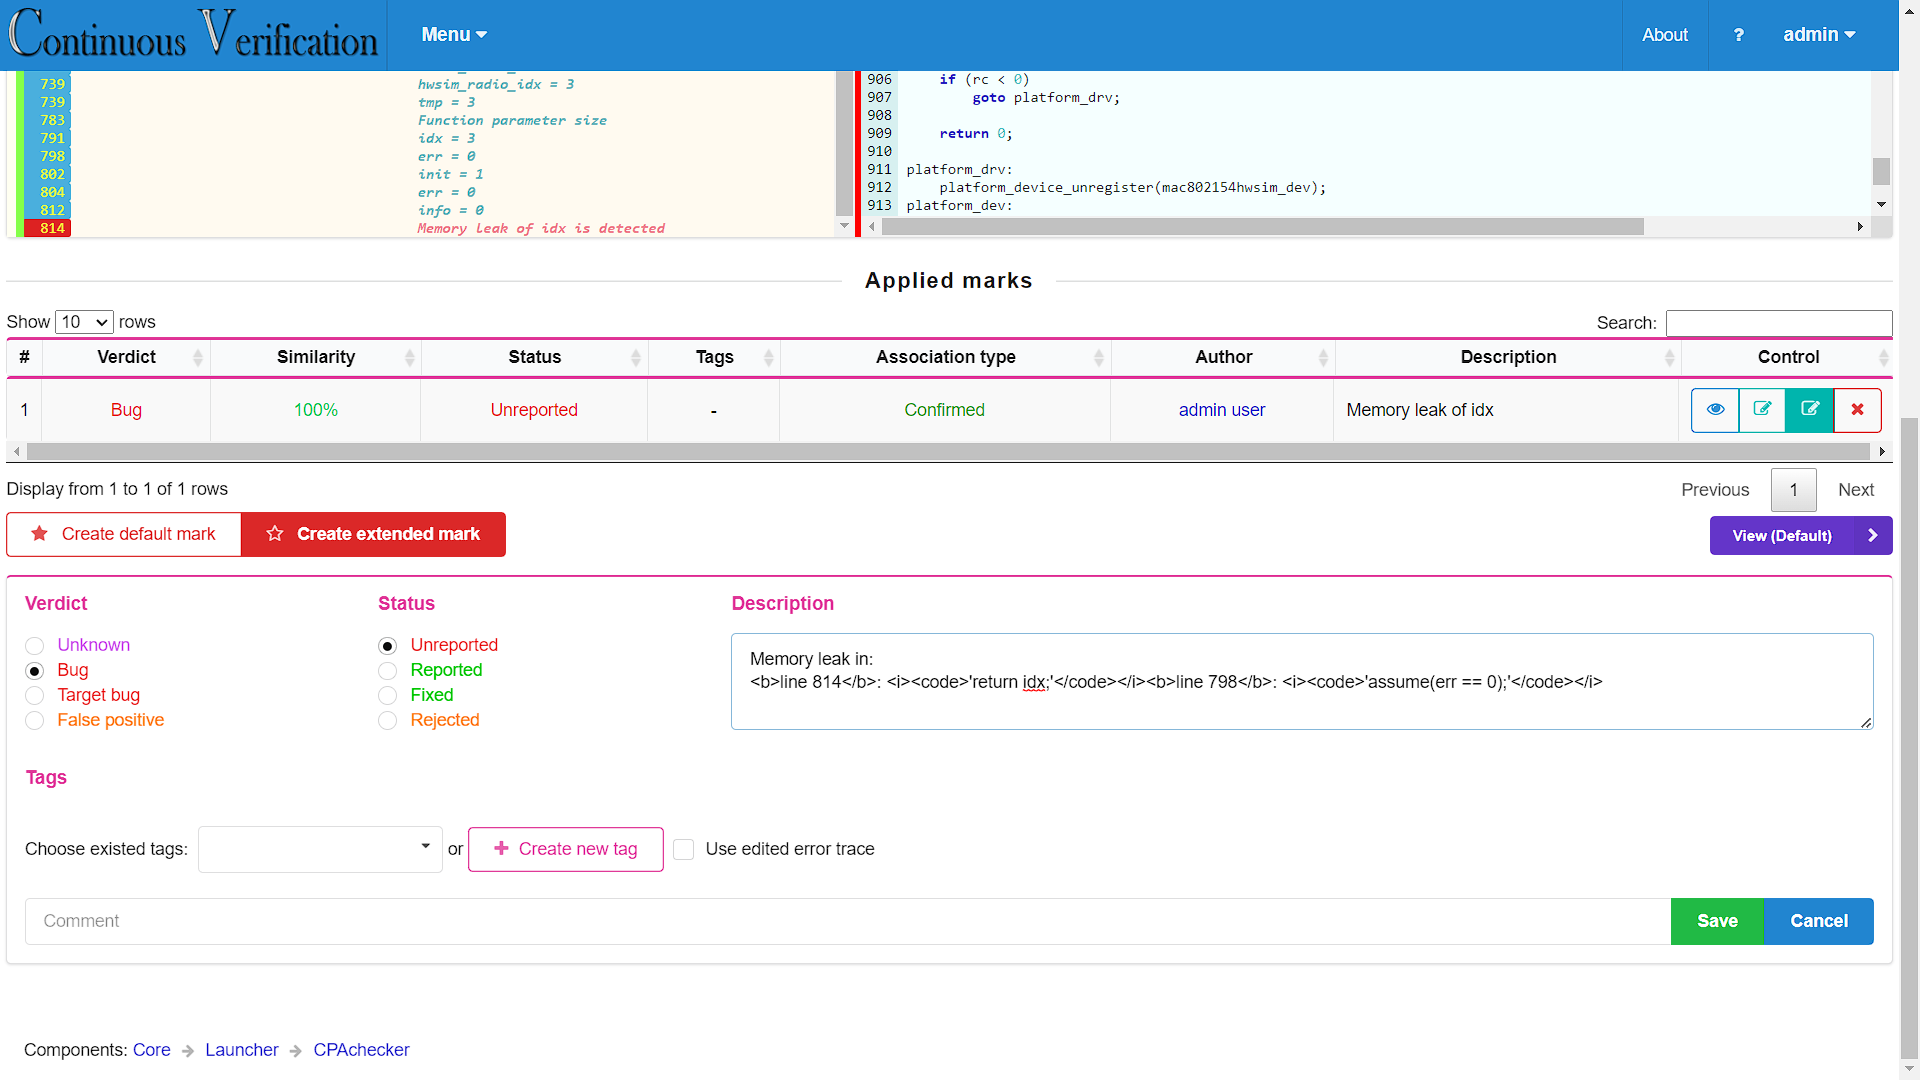 Continuous Verification
Menu
About
?
admin
739 hwsim_radio_idx = 3
739 tmp = 3
783 Function parameter size
791 idx = 3
798 err = 0
802 init = 1
804 err = 0
812 info = 0
814 Memory leak of idx is detected
906 if (rc < 0)
907 goto platform_drv;
908
909 return 0;
910
911 platform_drv:
912 platform_device_unregister(mac802154hwsim_dev);
913 platform_dev:
Applied marks
Show 10 rows
Search:
# Verdict Similarity Status Tags Association type Author Description Control
1 Bug 100% Unreported - Confirmed admin user Memory leak of idx
Display from 1 to 1 of 1 rows
Previous 1 Next
Create default mark
Create extended mark
View (Default)
Verdict
Unknown
Bug
Target bug
False positive
Status
Unreported
Reported
Fixed
Rejected
Description
Memory leak in:
<b>line 814</b>: <i><code>'return idx;'</code></i><b>line 798</b>: <i><code>'assume(err == 0);'</code></i>
Tags
Choose existed tags:
or
Create new tag
Use edited error trace
Comment
Save
Cancel
Components: Core Launcher CPAchecker